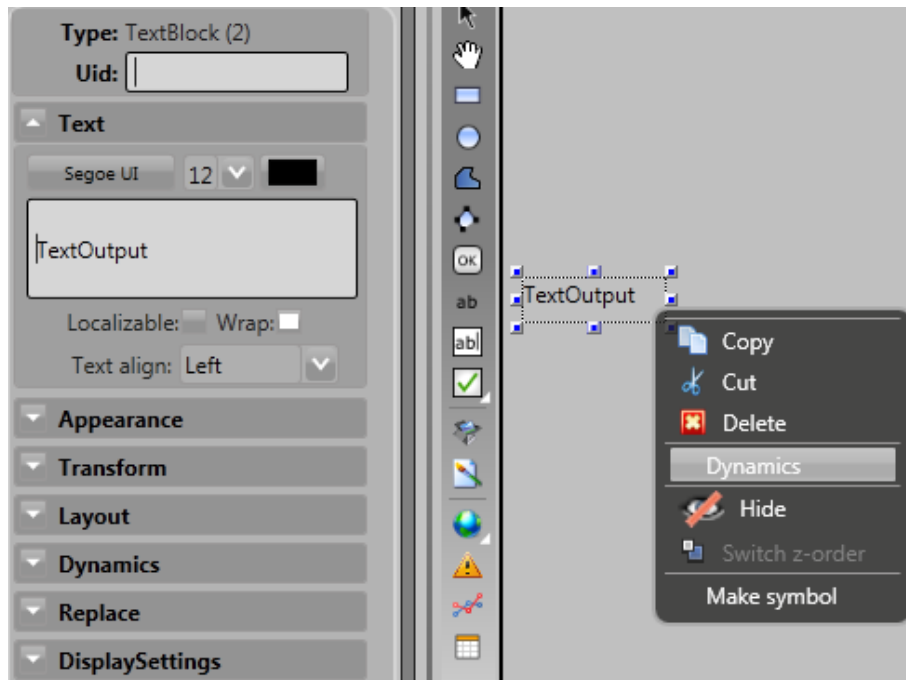 Type: TextBlock (2)
Uid:
Text
Segoe UI 12
TextOutput
Localizable: Wrap:
Text align: Left
Appearance
Transform
Layout
Dynamics
Replace
DisplaySettings
OK
ab
ab
TextOutput
Copy
Cut
Delete
Dynamics
Hide
Switch z-order
Make symbol